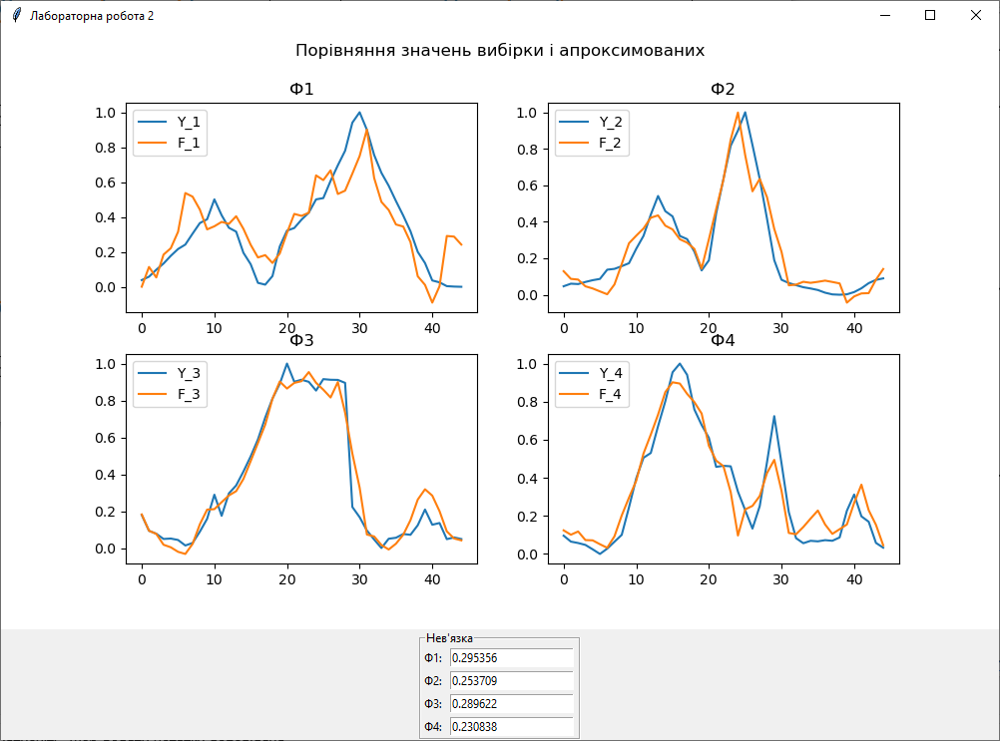 Лабораторна робота 2
Порівняння значень вибірки і апроксимованих
Ф1
1.0
0.8
0.6
0.4
0.2
0.0
Y_1
F_1
0 10 20 30 40
Ф2
1.0
0.8
0.6
0.4
0.2
0.0
Y_2
F_2
0 10 20 30 40
Ф3
1.0
0.8
0.6
0.4
0.2
0.0
Y_3
F_3
0 10 20 30 40
Ф4
1.0
0.8
0.6
0.4
0.2
0.0
Y_4
F_4
0 10 20 30 40
Нев'язка
Ф1: 0.295356
Ф2: 0.253709
Ф3: 0.289622
Ф4: 0.230838